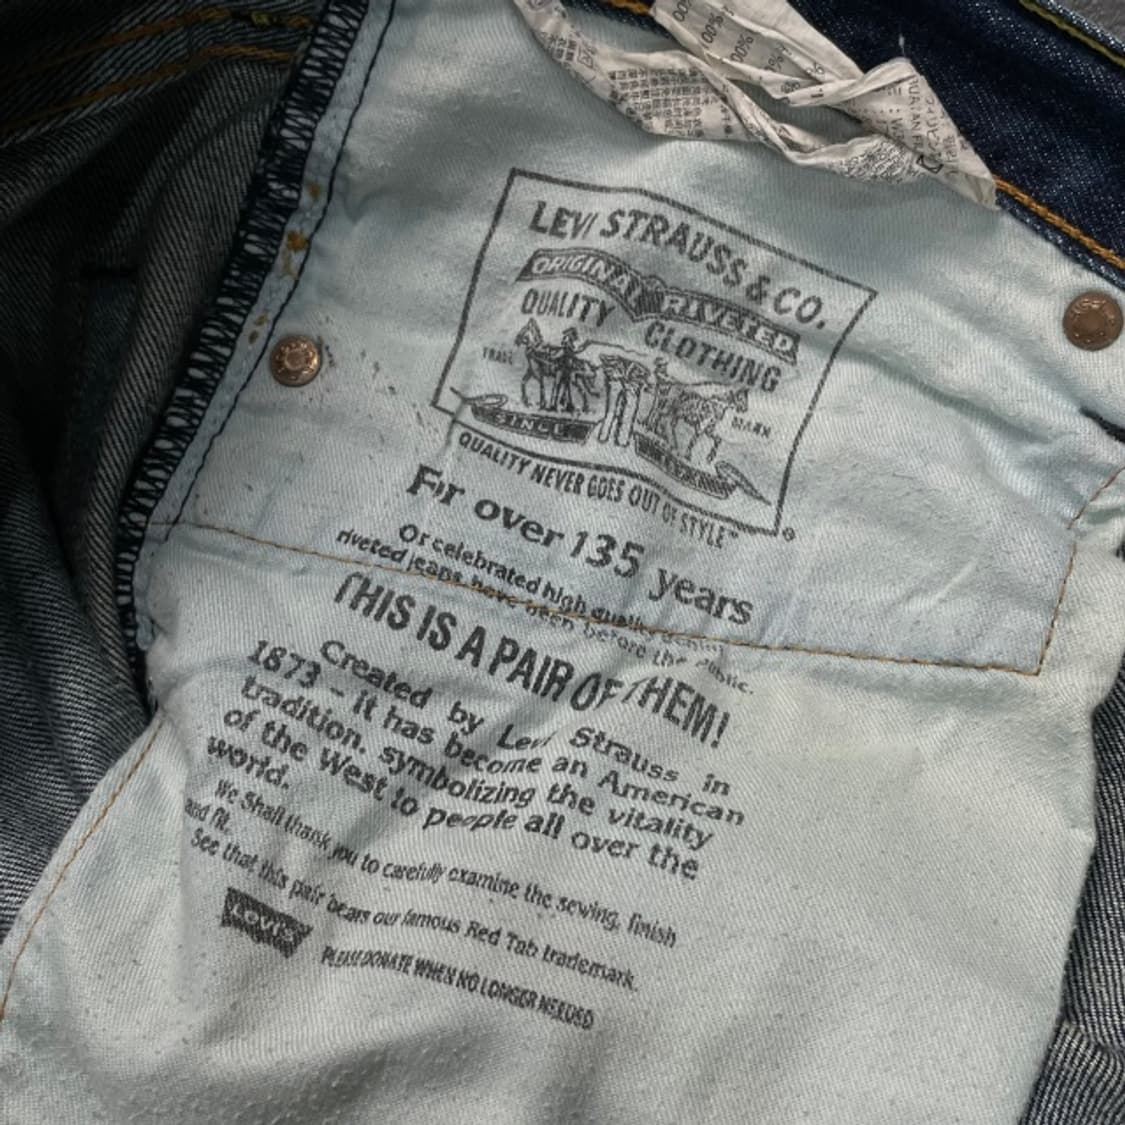 LEVI STRAUSS & CO.
ORIGINAL RIVETED
QUALITY CLOTHING
TRADE MARK
SINCE
QUALITY NEVER GOES OUT OF STYLE™
®
For over 135 years
Or celebrated high quality
riveted jeans have been before the public.
THIS IS A PAIR OF THEM!
Created by Levi Strauss in
1873 – it has become an American
tradition. symbolizing the vitality
of the West to people all over the
world.
We Shall thank you to carefully examine the sewing, finish
and fit.
See that this pair bears our famous Red Tab trademark.
Levi's
PLEASE DONATE WHEN NO LONGER NEEDED